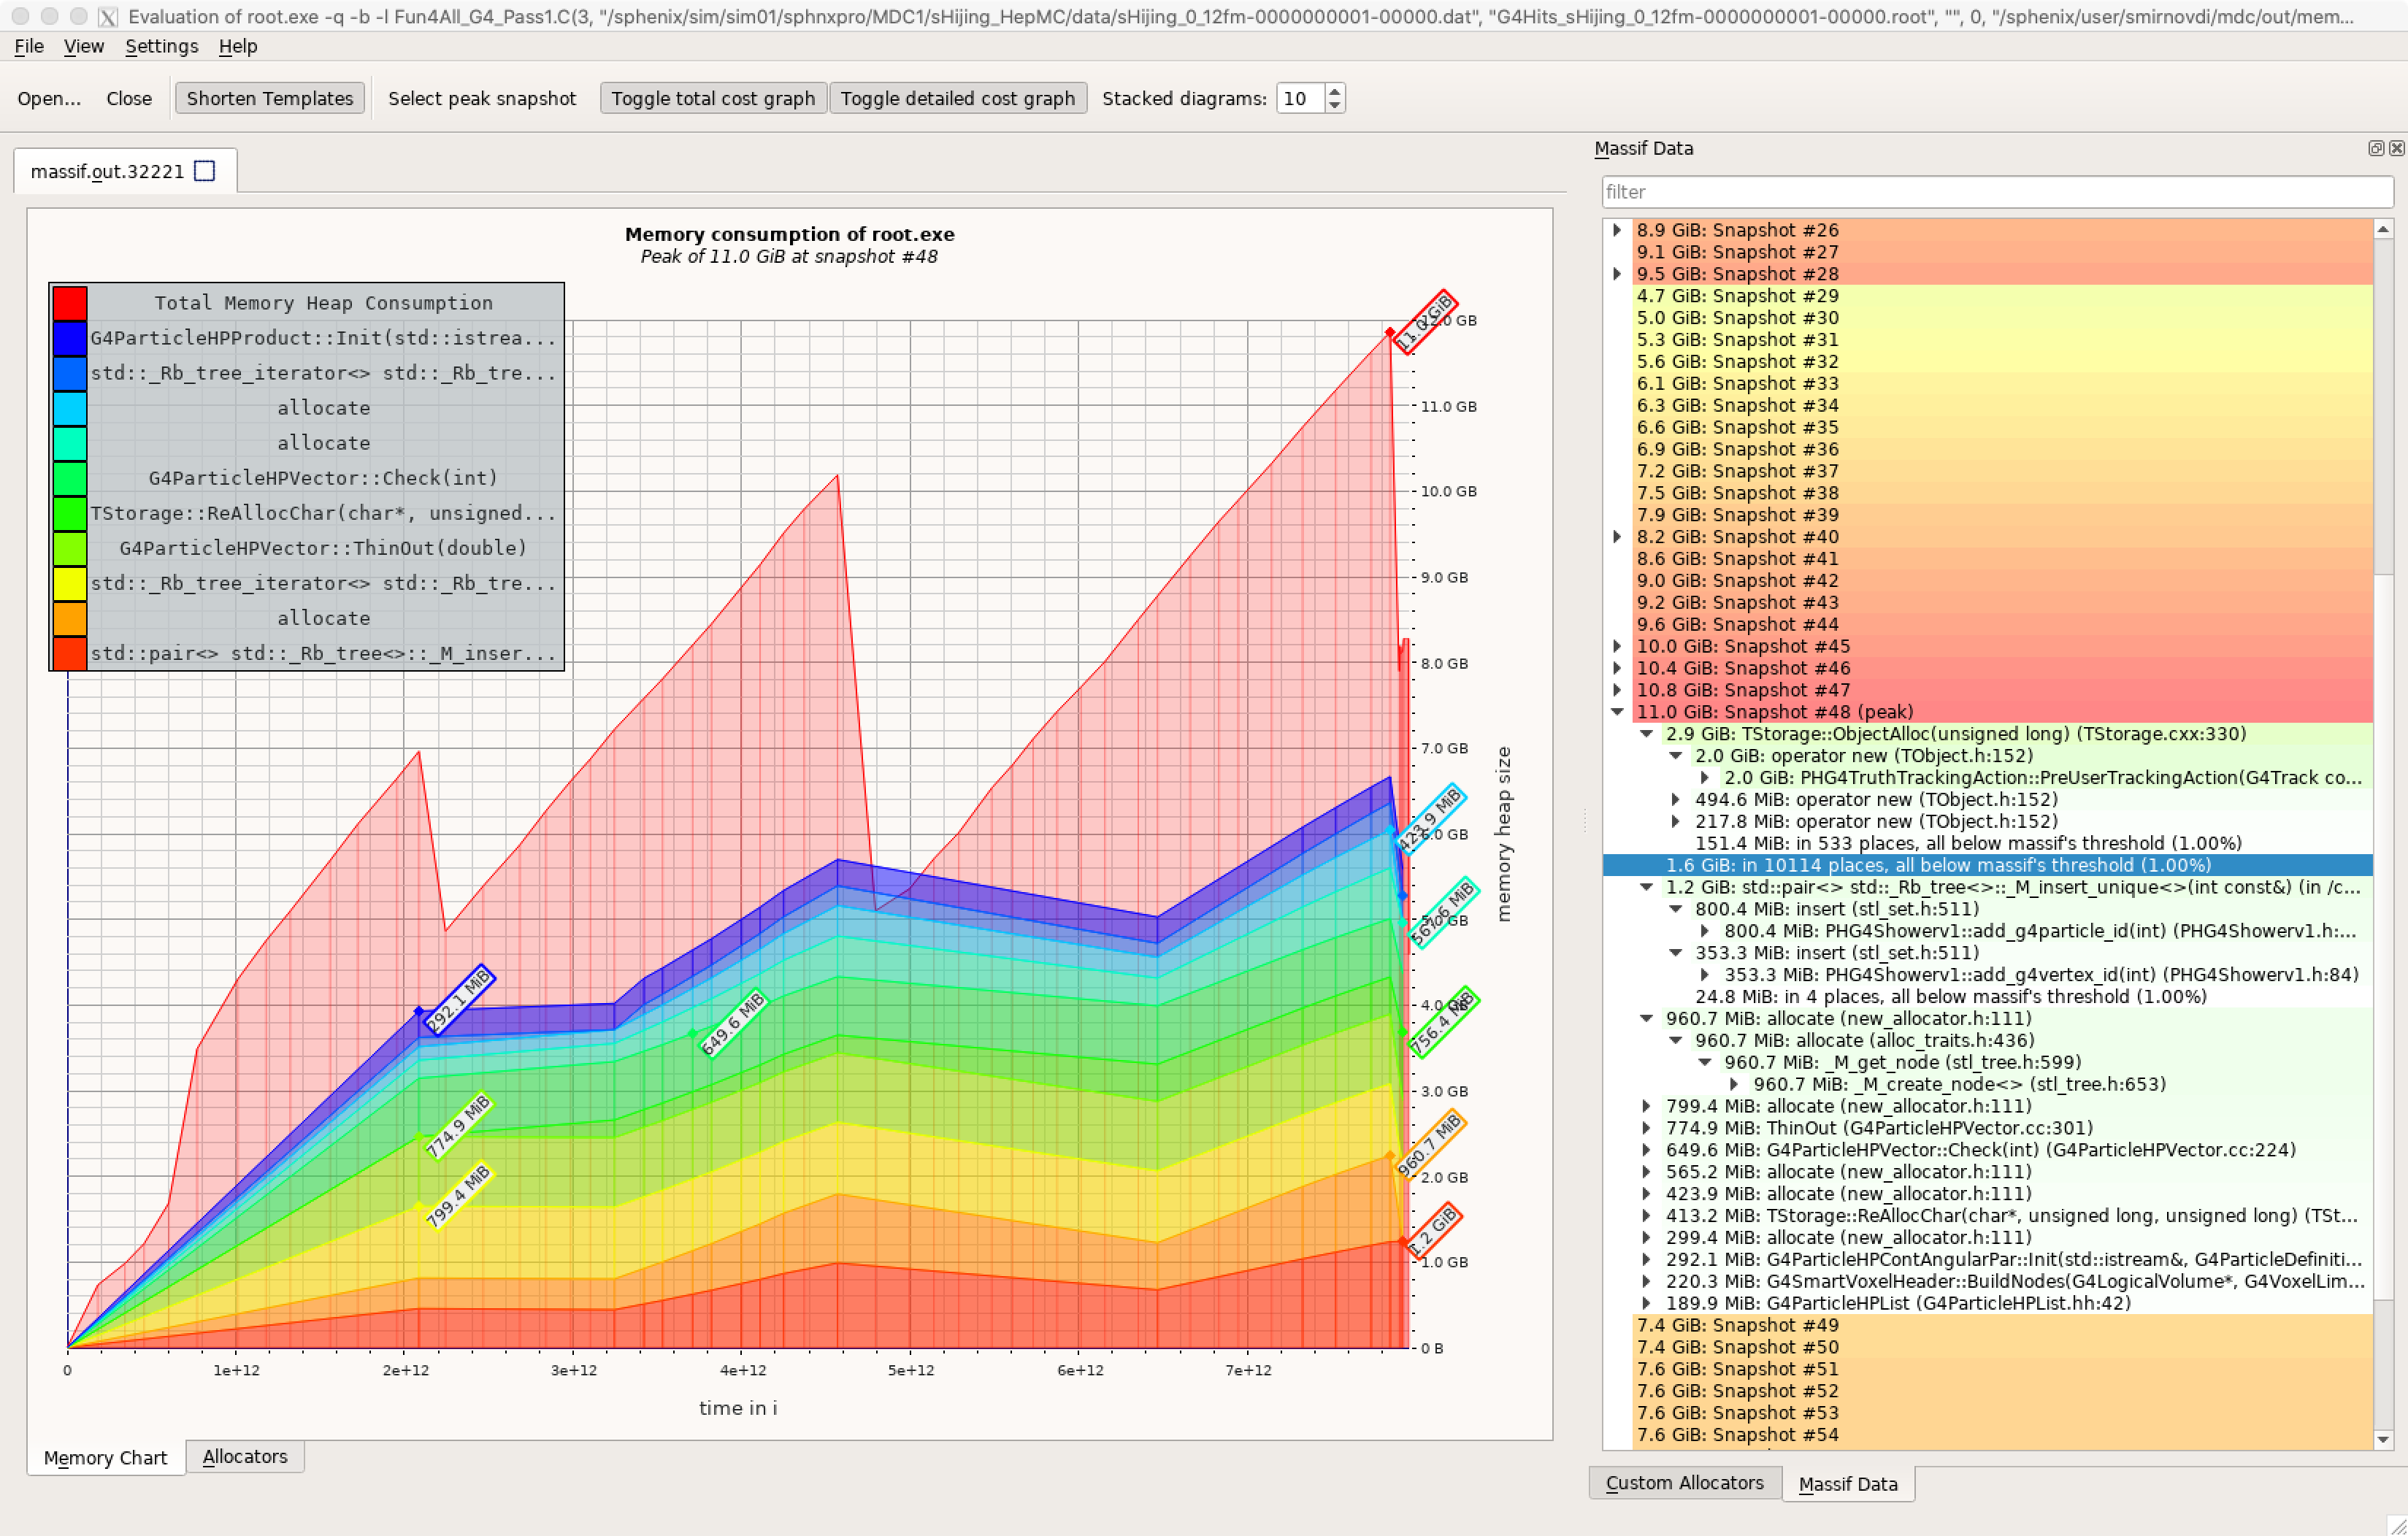 Evaluation of root.exe -q -b -l Fun4All_G4_Pass1.C(3, "/sphenix/sim/sim01/sphnxpro/MDC1/sHijing_HepMC/data/sHijing_0_12fm-0000000001-00000.dat", "G4Hits_sHijing_0_12fm-0000000001-00000.root", "", 0, "/sphenix/user/smirnovdi/mdc/out/mem...
File View Settings Help
Open... Close Shorten Templates Select peak snapshot Toggle total cost graph Toggle detailed cost graph Stacked diagrams: 10
massif.out.32221
Memory consumption of root.exe
Peak of 11.0 GiB at snapshot #48
Total Memory Heap Consumption
G4ParticleHPProduct::Init(std::istrea...
std::_Rb_tree_iterator<> std::_Rb_tre...
allocate
allocate
G4ParticleHPVector::Check(int)
TStorage::ReAllocChar(char*, unsigned...
G4ParticleHPVector::ThinOut(double)
std::_Rb_tree_iterator<> std::_Rb_tre...
allocate
std::pair<> std::_Rb_tree<>::_M_inser...
11.0 GiB
292.1 MiB
649.6 MiB
774.9 MiB
799.4 MiB
423.9 MiB
567.6 MiB
756.4 MiB
960.7 MiB
1.2 GiB
12.0 GB
11.0 GB
10.0 GB
9.0 GB
8.0 GB
7.0 GB
6.0 GB
5.0 GB
4.0 GB
3.0 GB
2.0 GB
1.0 GB
0 B
memory heap size
0 1e+12 2e+12 3e+12 4e+12 5e+12 6e+12 7e+12
time in i
Memory Chart Allocators
Massif Data
filter
8.9 GiB: Snapshot #26
9.1 GiB: Snapshot #27
9.5 GiB: Snapshot #28
4.7 GiB: Snapshot #29
5.0 GiB: Snapshot #30
5.3 GiB: Snapshot #31
5.6 GiB: Snapshot #32
6.1 GiB: Snapshot #33
6.3 GiB: Snapshot #34
6.6 GiB: Snapshot #35
6.9 GiB: Snapshot #36
7.2 GiB: Snapshot #37
7.5 GiB: Snapshot #38
7.9 GiB: Snapshot #39
8.2 GiB: Snapshot #40
8.6 GiB: Snapshot #41
9.0 GiB: Snapshot #42
9.2 GiB: Snapshot #43
9.6 GiB: Snapshot #44
10.0 GiB: Snapshot #45
10.4 GiB: Snapshot #46
10.8 GiB: Snapshot #47
11.0 GiB: Snapshot #48 (peak)
2.9 GiB: TStorage::ObjectAlloc(unsigned long) (TStorage.cxx:330)
2.0 GiB: operator new (TObject.h:152)
2.0 GiB: PHG4TruthTrackingAction::PreUserTrackingAction(G4Track co...
494.6 MiB: operator new (TObject.h:152)
217.8 MiB: operator new (TObject.h:152)
151.4 MiB: in 533 places, all below massif's threshold (1.00%)
1.6 GiB: in 10114 places, all below massif's threshold (1.00%)
1.2 GiB: std::pair<> std::_Rb_tree<>::_M_insert_unique<>(int const&) (in /c...
800.4 MiB: insert (stl_set.h:511)
800.4 MiB: PHG4Showerv1::add_g4particle_id(int) (PHG4Showerv1.h:...
353.3 MiB: insert (stl_set.h:511)
353.3 MiB: PHG4Showerv1::add_g4vertex_id(int) (PHG4Showerv1.h:84)
24.8 MiB: in 4 places, all below massif's threshold (1.00%)
960.7 MiB: allocate (new_allocator.h:111)
960.7 MiB: allocate (alloc_traits.h:436)
960.7 MiB: _M_get_node (stl_tree.h:599)
960.7 MiB: _M_create_node<> (stl_tree.h:653)
799.4 MiB: allocate (new_allocator.h:111)
774.9 MiB: ThinOut (G4ParticleHPVector.cc:301)
649.6 MiB: G4ParticleHPVector::Check(int) (G4ParticleHPVector.cc:224)
565.2 MiB: allocate (new_allocator.h:111)
423.9 MiB: allocate (new_allocator.h:111)
413.2 MiB: TStorage::ReAllocChar(char*, unsigned long, unsigned long) (TSt...
299.4 MiB: allocate (new_allocator.h:111)
292.1 MiB: G4ParticleHPContAngularPar::Init(std::istream&, G4ParticleDefiniti...
220.3 MiB: G4SmartVoxelHeader::BuildNodes(G4LogicalVolume*, G4VoxelLim...
189.9 MiB: G4ParticleHPList (G4ParticleHPList.hh:42)
7.4 GiB: Snapshot #49
7.4 GiB: Snapshot #50
7.6 GiB: Snapshot #51
7.6 GiB: Snapshot #52
7.6 GiB: Snapshot #53
7.6 GiB: Snapshot #54
Custom Allocators Massif Data